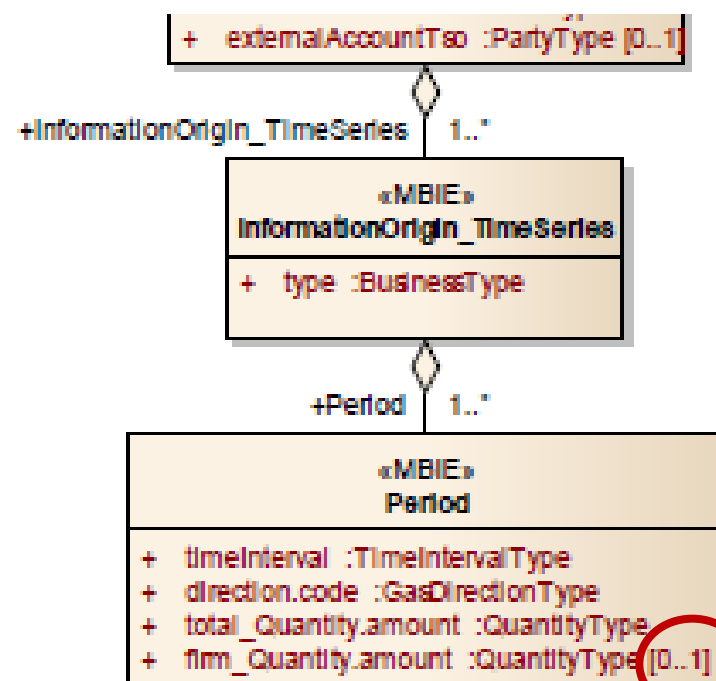 + externalAccountTso :PartyType [0..1]
+InformationOrigin_TimeSeries 1..*
«MBIE»
InformationOrigin_TimeSeries
+ type :BusinessType
+Period 1..*
«MBIE»
Period
+ timeInterval :TimeIntervalType
+ direction.code :GasDirectionType
+ total_Quantity.amount :QuantityType
+ firm_Quantity.amount :QuantityType [0..1]